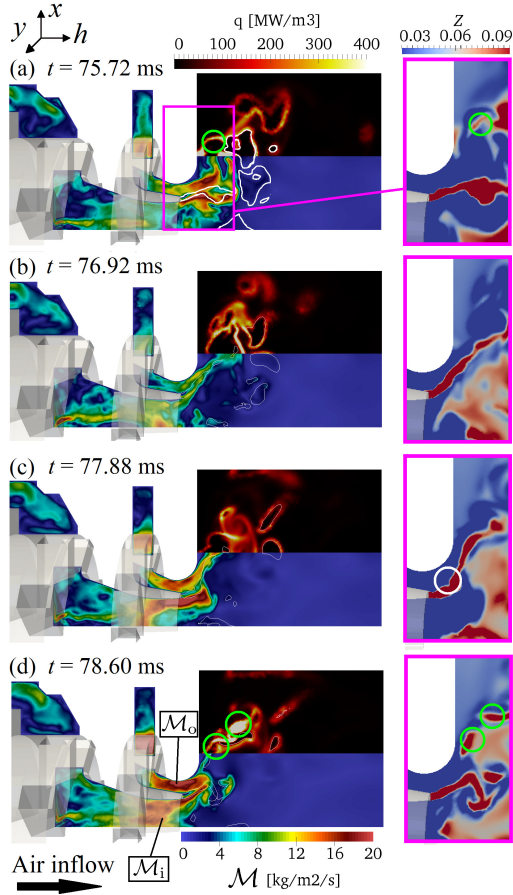 x
y
h
q [MW/m3]
0 100 200 300 400
Z
0.03 0.06 0.09
(a) t = 75.72 ms
(b) t = 76.92 ms
(c) t = 77.88 ms
(d) t = 78.60 ms
ℳo
ℳi
0 4 8 12 16 20
ℳ [kg/m2/s]
Air inflow